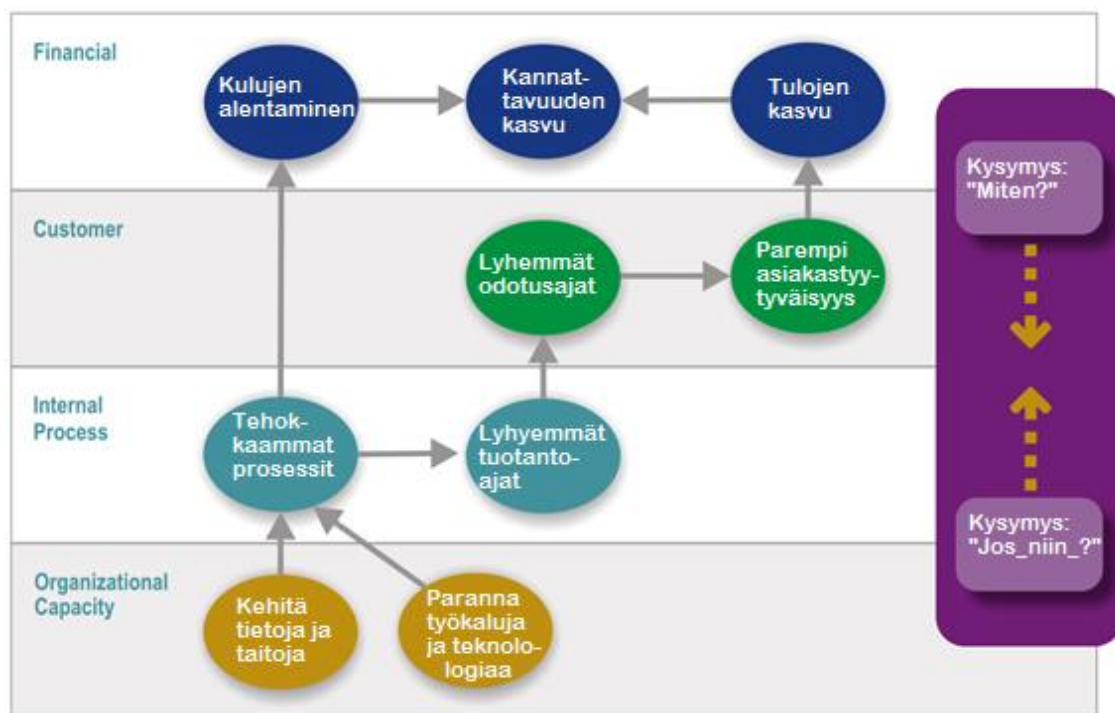 Financial
Kulujen
alentaminen
Kannat-
tavuuden
kasvu
Tulojen
kasvu
Kysymys:
"Miten?"
Customer
Lyhemmät
odotusajat
Parempi
asiakastyy-
tyväisyys
Internal
Process
Tehok-
kaammat
prosessit
Lyhyemmät
tuotanto-
ajat
Kysymys:
"Jos_niin_?"
Organizational
Capacity
Kehitä
tietoja ja
taitoja
Paranna
työkaluja
ja teknolo-
logiaa